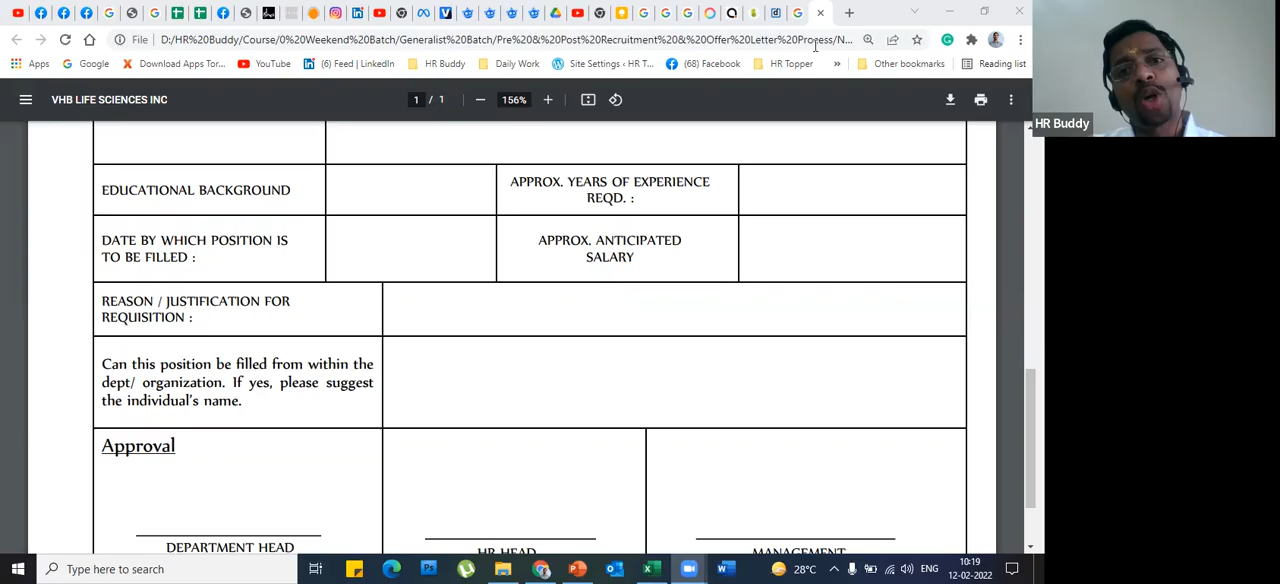 File
D:/HR%20Buddy/Course/0%20Weekend%20Batch/Generalist%20Batch/Pre%20&%20Post%20Recruitment%20&%20Offer%20Letter%20Process/N...
Apps
Google
Download Apps Tor...
YouTube
(6) Feed | LinkedIn
HR Buddy
Daily Work
Site Settings ‹ HR T...
(68) Facebook
HR Topper
»
Other bookmarks
Reading list
VHB LIFE SCIENCES INC
1 / 1
156%
HR Buddy
EDUCATIONAL BACKGROUND
APPROX. YEARS OF EXPERIENCE
REQD. :
DATE BY WHICH POSITION IS
TO BE FILLED :
APPROX. ANTICIPATED
SALARY
REASON / JUSTIFICATION FOR
REQUISITION :
Can this position be filled from within the
dept/ organization. If yes, please suggest
the individual's name.
Approval
DEPARTMENT HEAD
HR HEAD
MANAGEMENT
Type here to search
28°C
ENG
10:19
12-02-2022